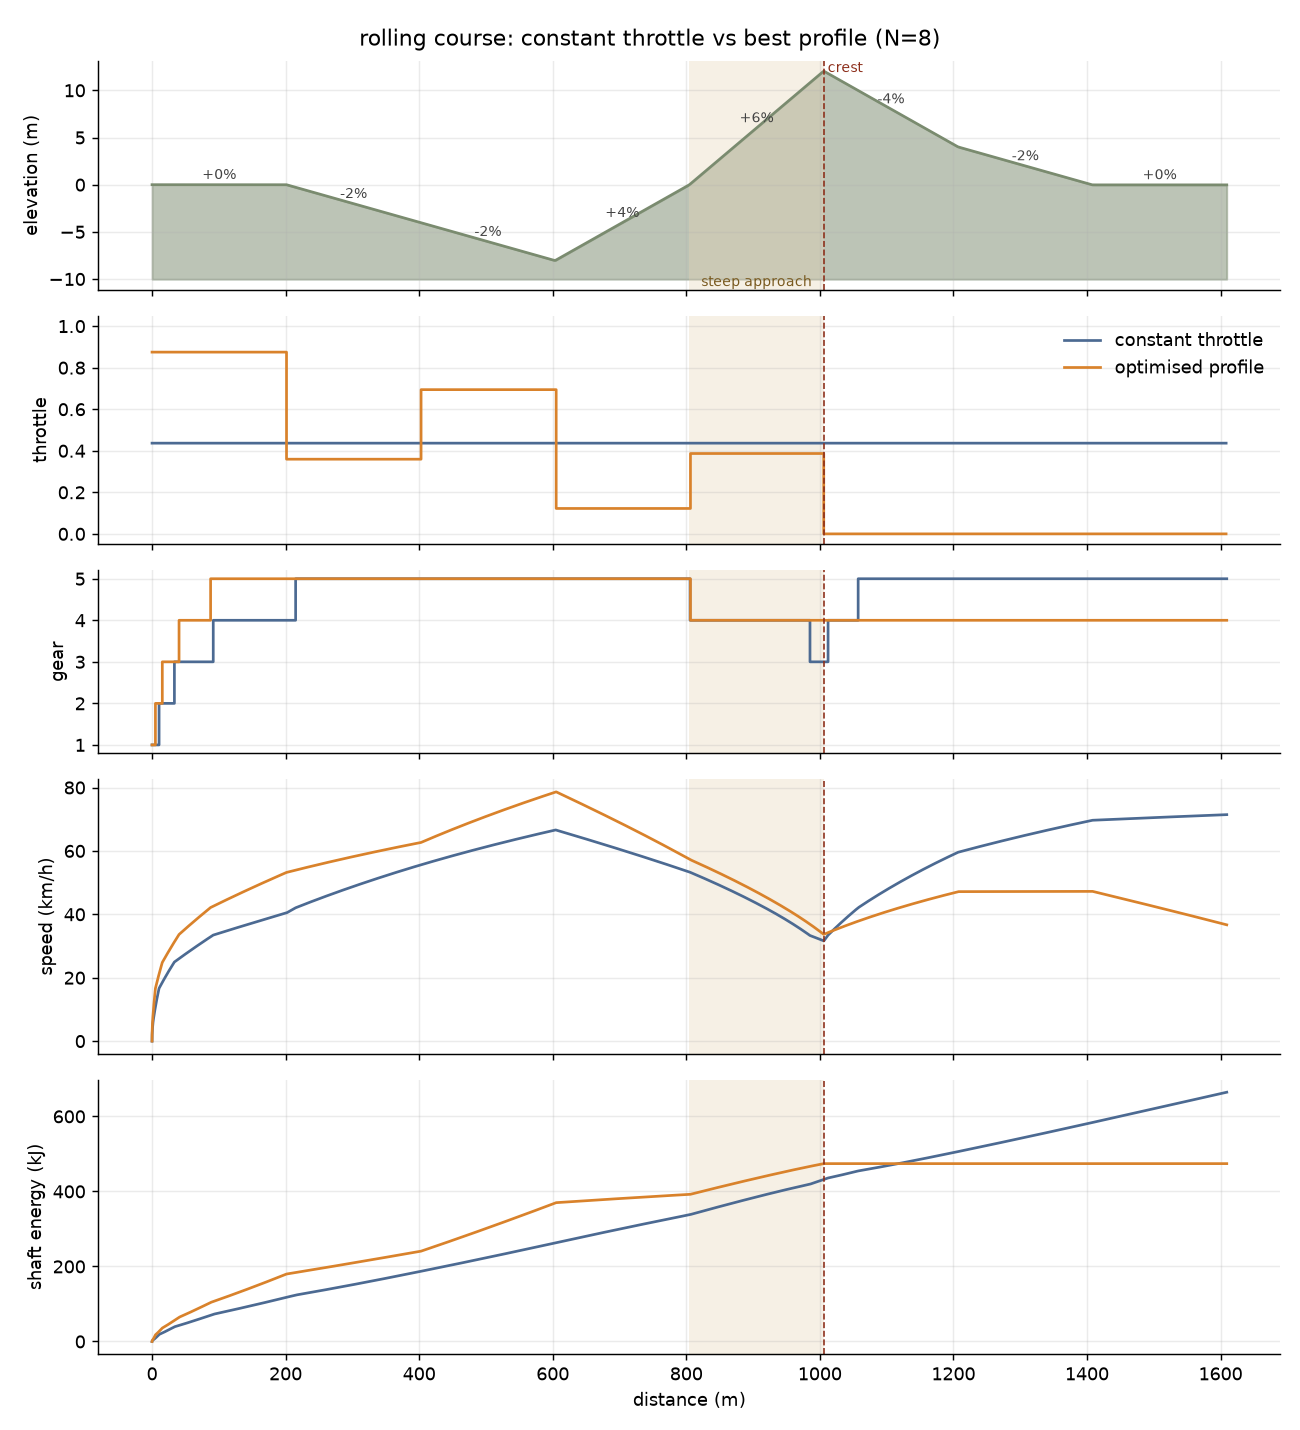 rolling course: constant throttle vs best profile (N=8)
elevation (m)
10
5
0
−5
−10
+0%
-2%
-2%
+4%
+6%
-4%
-2%
+0%
crest
steep approach
throttle
1.0
0.8
0.6
0.4
0.2
0.0
constant throttle
optimised profile
gear
5
4
3
2
1
speed (km/h)
80
60
40
20
0
shaft energy (kJ)
600
400
200
0
0 200 400 600 800 1000 1200 1400 1600
distance (m)